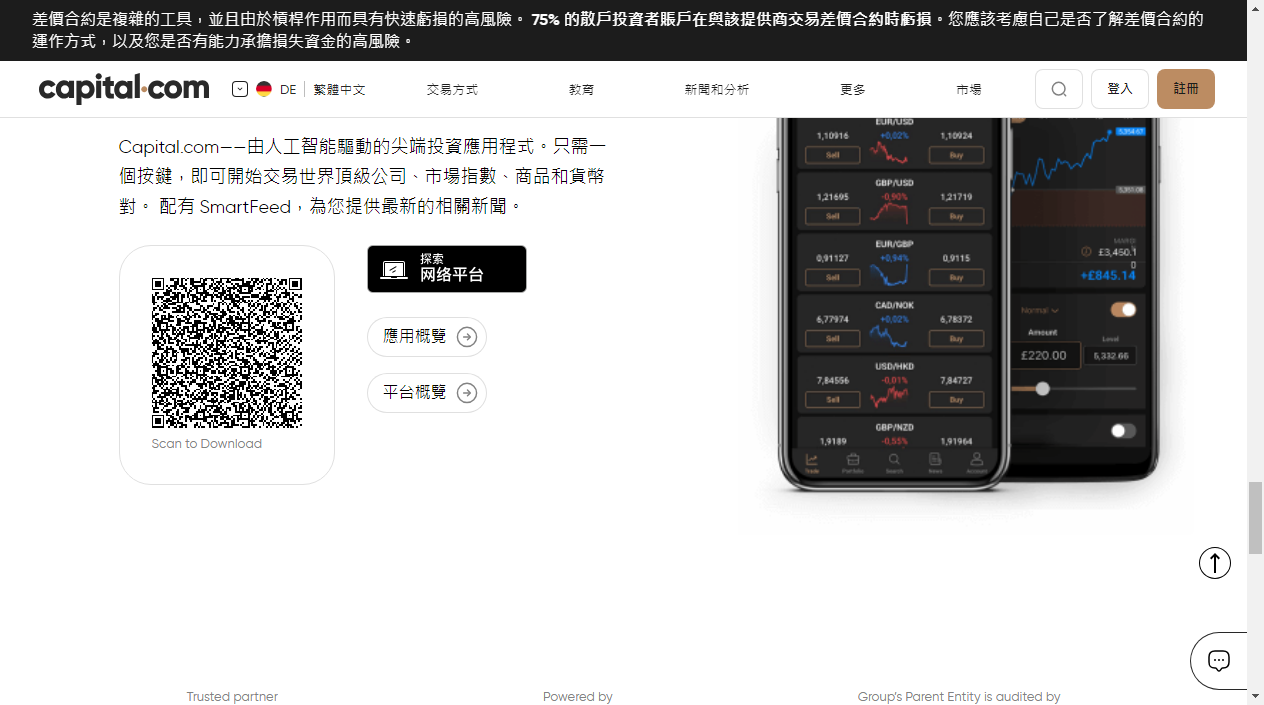 差價合約是複雜的工具，並且由於槓桿作用而具有快速虧損的高風險。 75% 的散戶投資者賬戶在與該提供商交易差價合約時虧損。您應該考慮自己是否了解差價合約的
運作方式，以及您是否有能力承擔損失資金的高風險。
capital.com DE 繁體中文 交易方式 教育 新聞和分析 更多 市場 登入 註冊
Capital.com——由人工智能驅動的尖端投資應用程式。只需一
個按鍵，即可開始交易世界頂級公司、市場指數、商品和貨幣
對。 配有 SmartFeed，為您提供最新的相關新聞。
探索
网络平台
應用概覽
平台概覽
Scan to Download
EUR/USD
1,10916 +0,02% 1,10924
Sell Buy
GBP/USD
1,21695 -0,90% 1,21719
Sell Buy
EUR/GBP
0,91127 +0,94% 0,9115
Sell Buy
CAD/NOK
6,77974 +0,02% 6,78372
Sell Buy
USD/HKD
7,84556 -0,01% 7,84727
Sell Buy
GBP/NZD
1,9189 -0,55% 1,91964
Trade Portfolio Search News Account
5,354.67
5,351.08
£3,450.1
0
+£845.14
Normal
Amount Level
£220.00 5,332.66
Trusted partner Powered by Group's Parent Entity is audited by